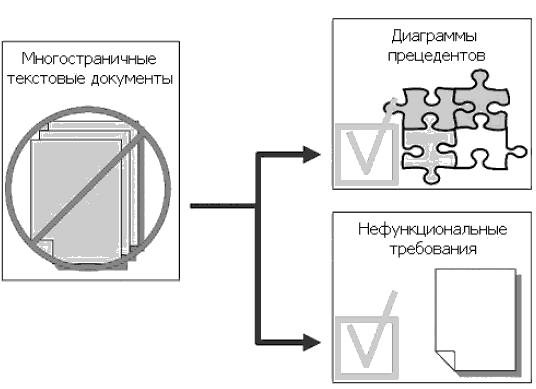 Многостраничные
текстовые документы
Диаграммы
прецедентов
Нефункциональные
требования